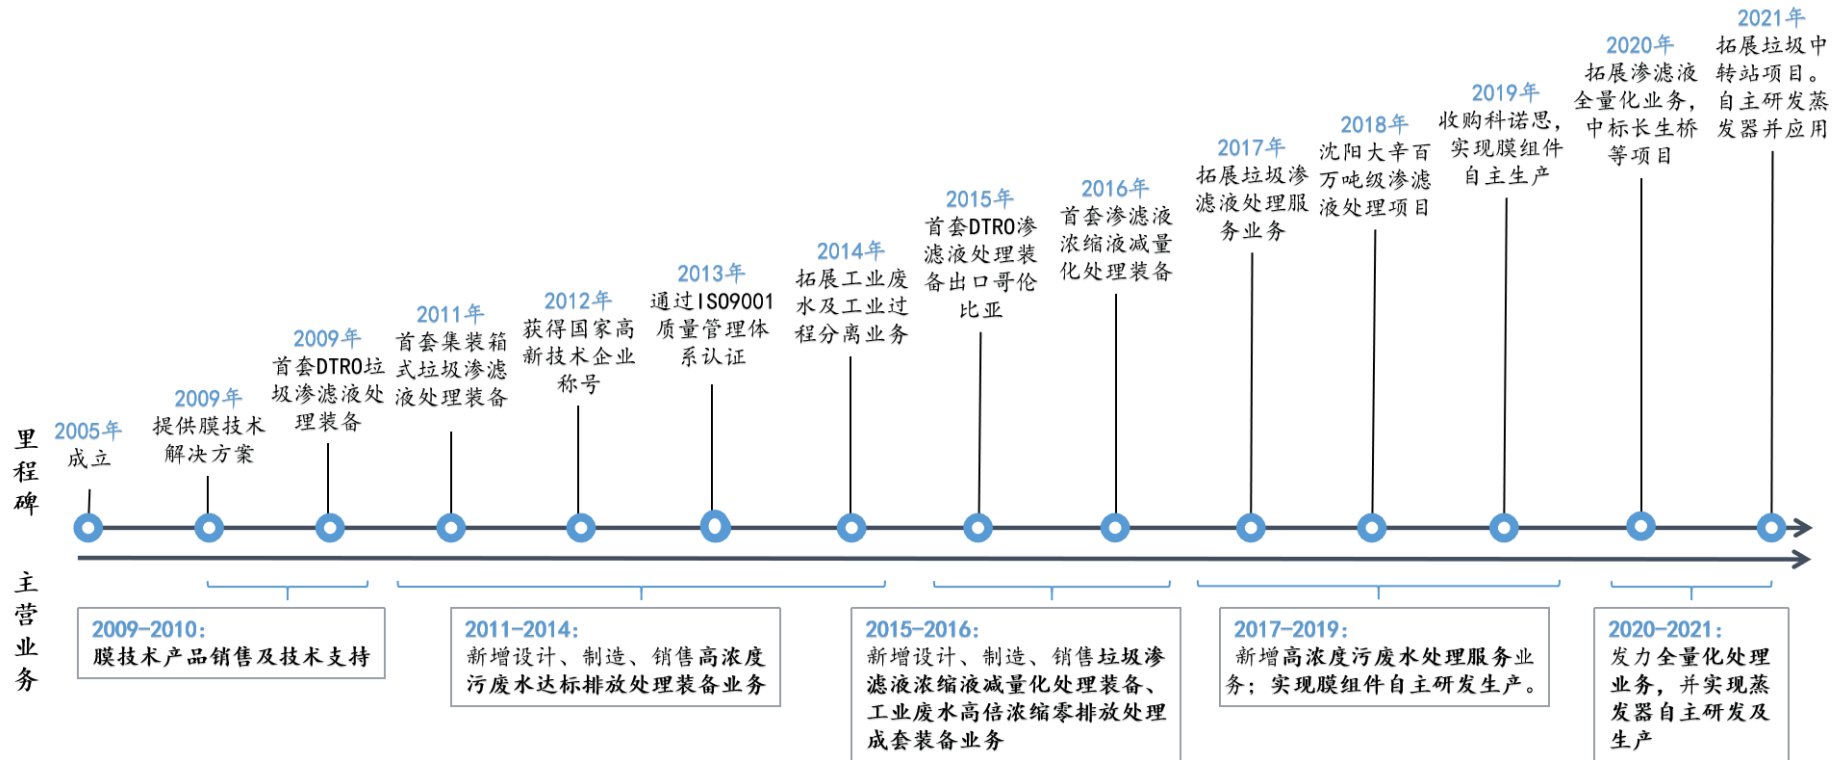 里
程
碑
2005年
成立
2009年
提供膜技术
解决方案
2009年
首套DTRO垃
圾渗滤液处
理装备
2011年
首套集装箱
式垃圾渗滤
液处理装备
2012年
获得国家高
新技术企业
称号
2013年
通过ISO9001
质量管理体
系认证
2014年
拓展工业废
水及工业过
程分离业务
2015年
首套DTRO渗
滤液处理装
备出口哥伦
比亚
2016年
首套渗滤液
浓缩液减量
化处理装备
2017年
拓展垃圾渗
滤液处理服
务业务
2018年
沈阳大辛百
万吨级渗滤
液处理项目
2019年
收购科诺思，
实现膜组件
自主生产
2020年
拓展渗滤液
全量化业务，
中标长生桥
等项目
2021年
拓展垃圾中
转站项目。
自主研发蒸
发器并应用
主
营
业
务
2009-2010：
膜技术产品销售及技术支持
2011-2014：
新增设计、制造、销售高浓度
污废水达标排放处理装备业务
2015-2016：
新增设计、制造、销售垃圾渗
滤液浓缩液减量化处理装备、
工业废水高倍浓缩零排放处理
成套装备业务
2017-2019：
新增高浓度污废水处理服务业
务；实现膜组件自主研发生产。
2020-2021：
发力全量化处理
业务，并实现蒸
发器自主研发及
生产